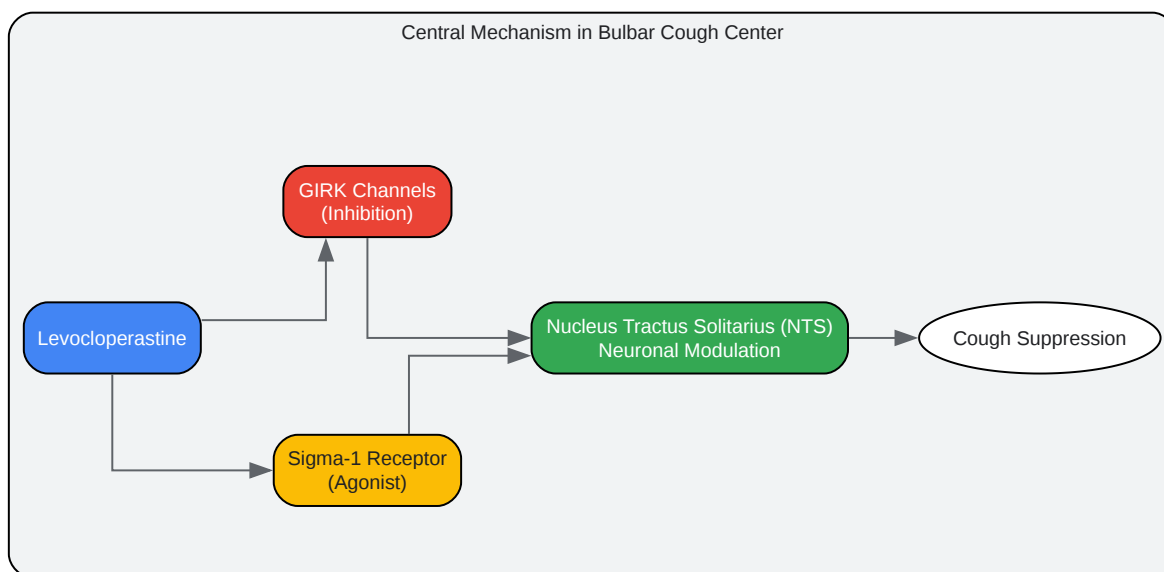 Central Mechanism in Bulbar Cough Center
GIRK Channels
(Inhibition)
Levocloperastine
Nucleus Tractus Solitarius (NTS)
Neuronal Modulation
Cough Suppression
Sigma-1 Receptor
(Agonist)